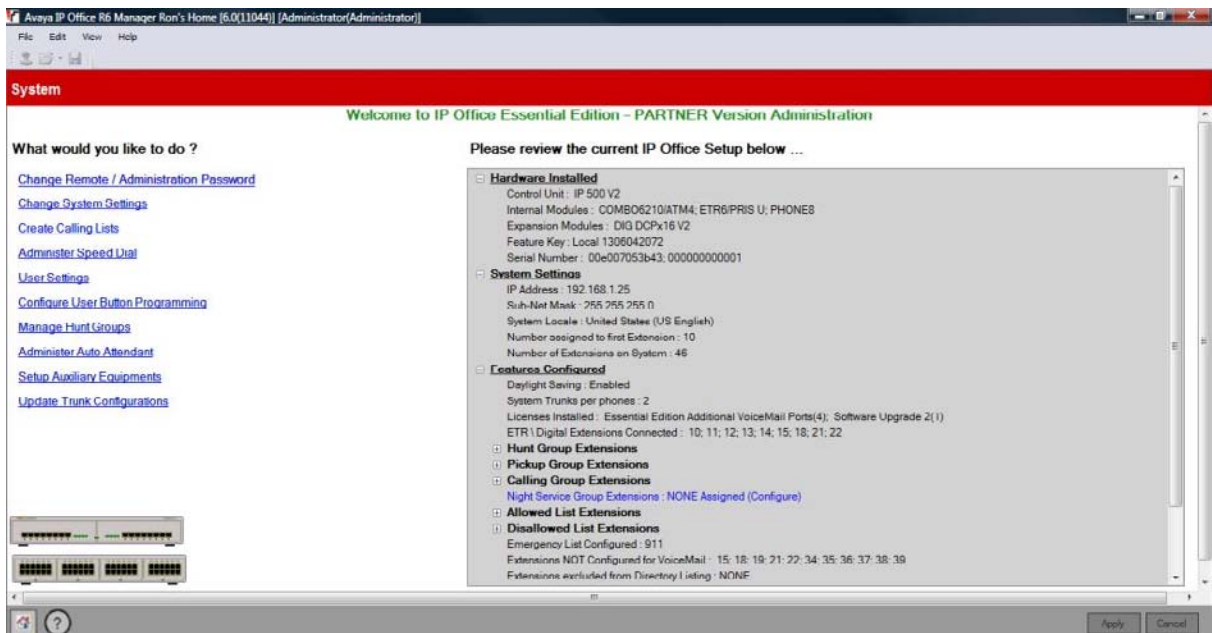 Avaya IP Office R6 Manager Ron's Home [6.0(11044)] [Administrator(Administrator)]
File Edit View Help
System
Welcome to IP Office Essential Edition - PARTNER Version Administration
What would you like to do ?
Change Remote / Administration Password
Change System Settings
Create Calling Lists
Administer Speed Dial
User Settings
Configure User Button Programming
Manage Hunt Groups
Administer Auto Attendant
Setup Auxiliary Equipments
Update Trunk Configurations
Please review the current IP Office Setup below ...
Hardware Installed
Control Unit : IP 500 V2
Internal Modules : COMBO6210/ATM4; ETR6/PRIS U; PHONE8
Expansion Modules : DIG DCPx16 V2
Feature Key : Local 1306042072
Serial Number : 00e007053b43; 000000000001
System Settings
IP Address : 192.168.1.25
Sub-Net Mask : 255.255.255.0
System Locale : United States (US English)
Number assigned to first Extension : 10
Number of Extensions on System : 46
Features Configured
Daylight Saving : Enabled
System Trunks per phones : 2
Licenses Installed : Essential Edition Additional VoiceMail Ports(4); Software Upgrade 2(1)
ETR \ Digital Extensions Connected : 10; 11; 12; 13; 14; 15; 18; 21; 22
Hunt Group Extensions
Pickup Group Extensions
Calling Group Extensions
Night Service Group Extensions : NONE Assigned (Configure)
Allowed List Extensions
Disallowed List Extensions
Emergency List Configured : 911
Extensions NOT Configured for VoiceMail : 15; 18; 19; 21; 22; 34; 35; 36; 37; 38; 39
Extensions excluded from Directory Listing : NONE
Apply Cancel